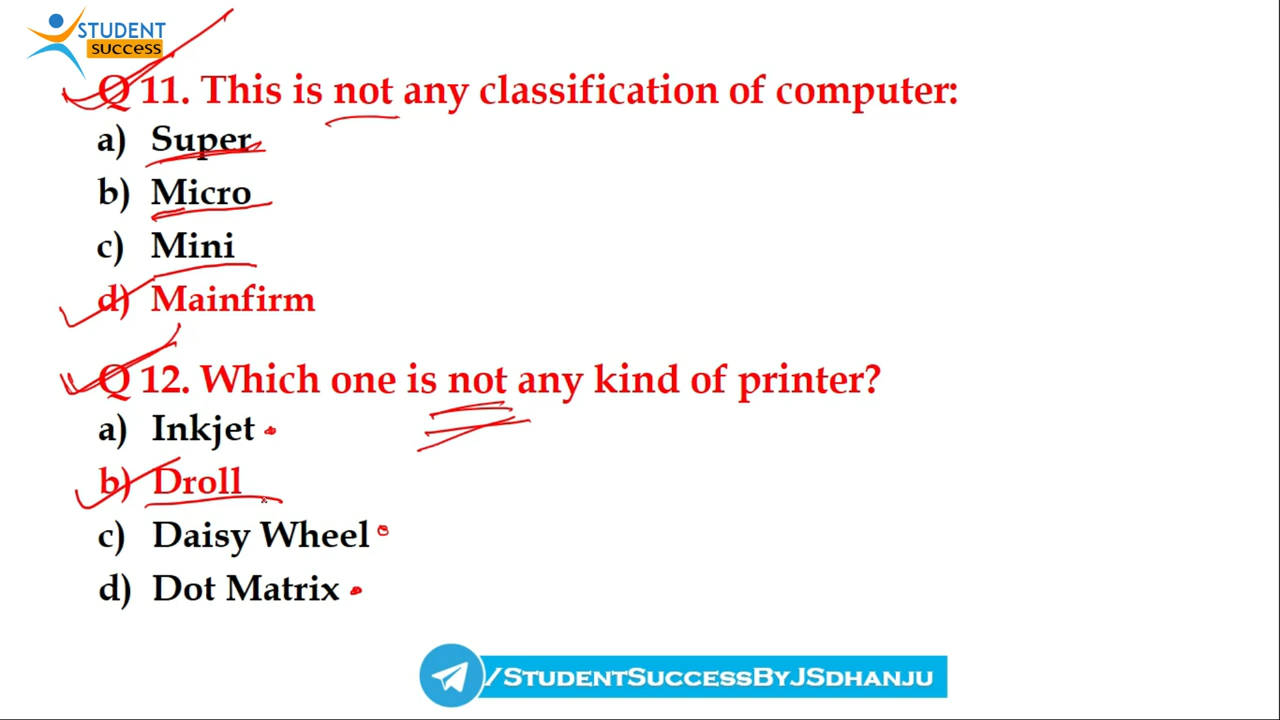 STUDENT
success
Q 11. This is not any classification of computer:
a) Super
b) Micro
c) Mini
d) Mainfirm
Q 12. Which one is not any kind of printer?
a) Inkjet
b) Droll
c) Daisy Wheel
d) Dot Matrix
/StudentSuccessByJSdhanju